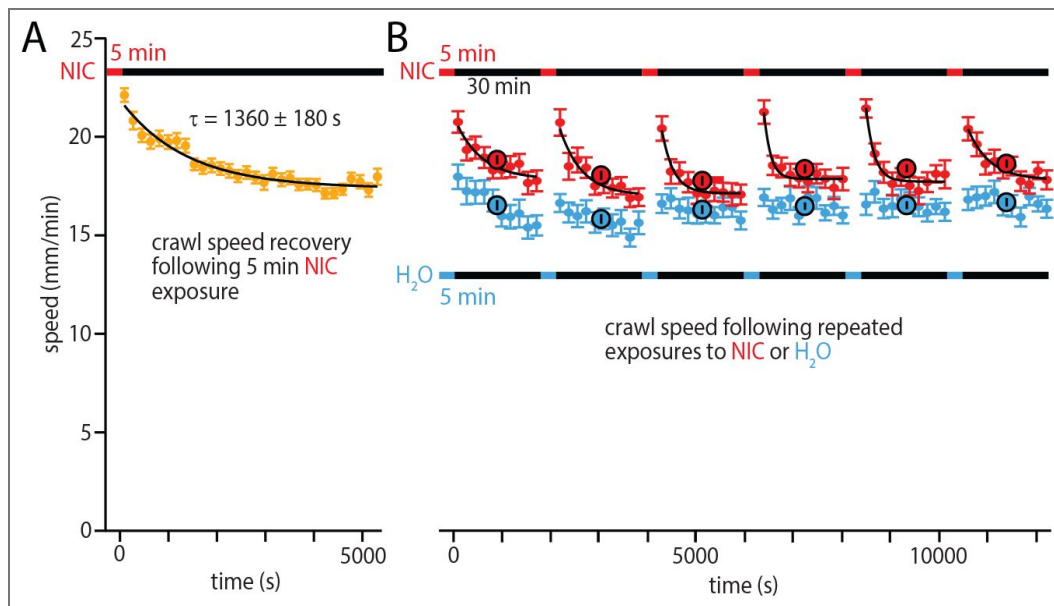 A
B
25
20
15
10
5
0
speed (mm/min)
5 min
NIC
τ = 1360 ± 180 s
crawl speed recovery
following 5 min NIC
exposure
0
5000
time (s)
5 min
NIC
30 min
H₂O
5 min
crawl speed following repeated
exposures to NIC or H₂O
0
5000
10000
time (s)